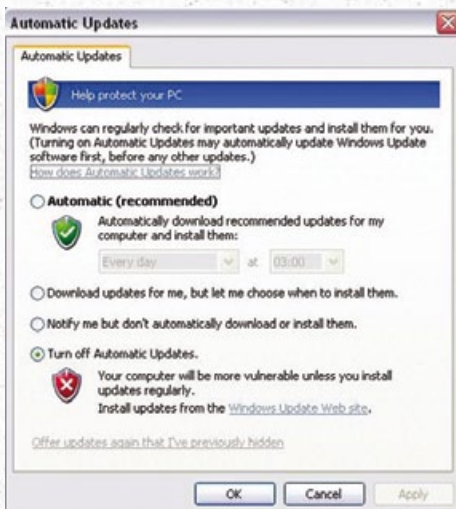 Automatic Updates
Automatic Updates
Help protect your PC
Windows can regularly check for important updates and install them for you.
(Turning on Automatic Updates may automatically update Windows Update
software first, before any other updates.)
How does Automatic Updates work?
Automatic (recommended)
Automatically download recommended updates for my
computer and install them:
Every day at 03:00
Download updates for me, but let me choose when to install them.
Notify me but don't automatically download or install them.
Turn off Automatic Updates.
Your computer will be more vulnerable unless you install
updates regularly.
Install updates from the Windows Update Web site.
Offer updates again that I've previously hidden
OK Cancel Apply